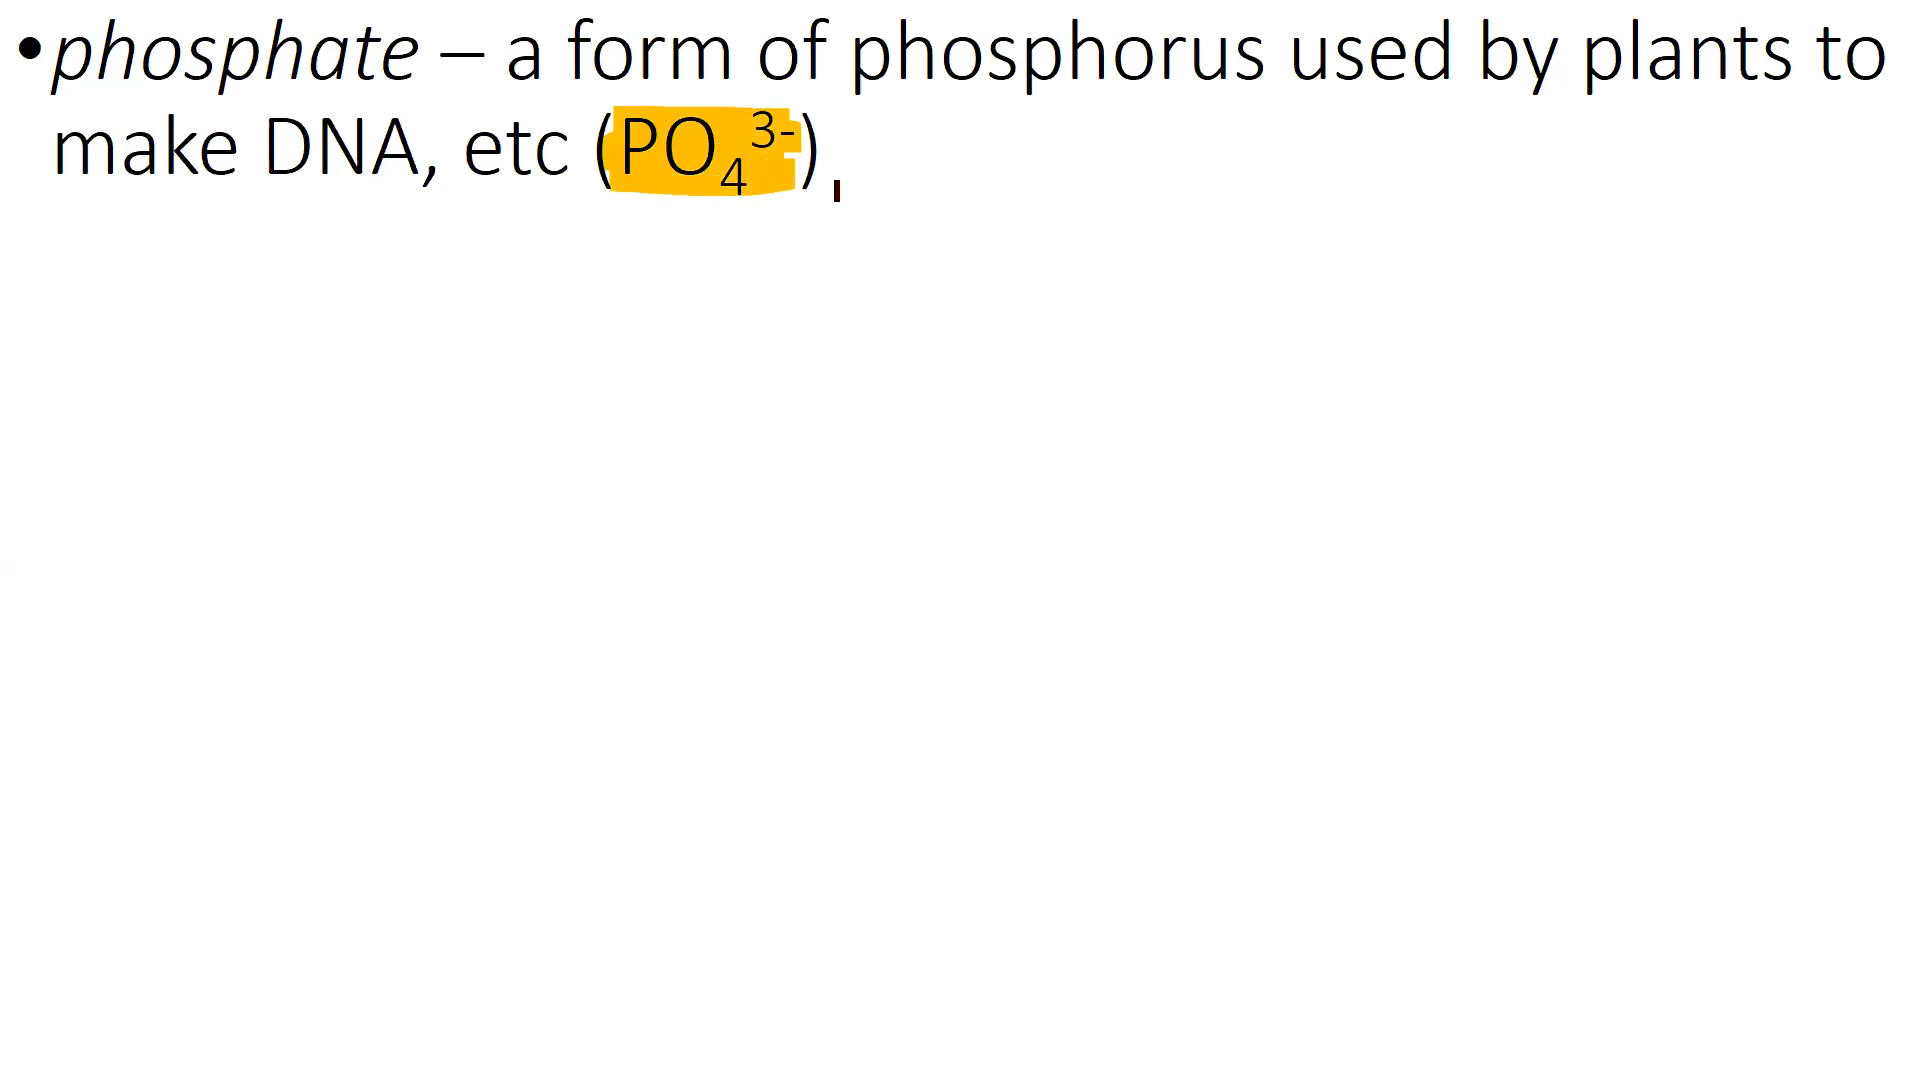 •phosphate – a form of phosphorus used by plants to
make DNA, etc (PO₄³⁻)